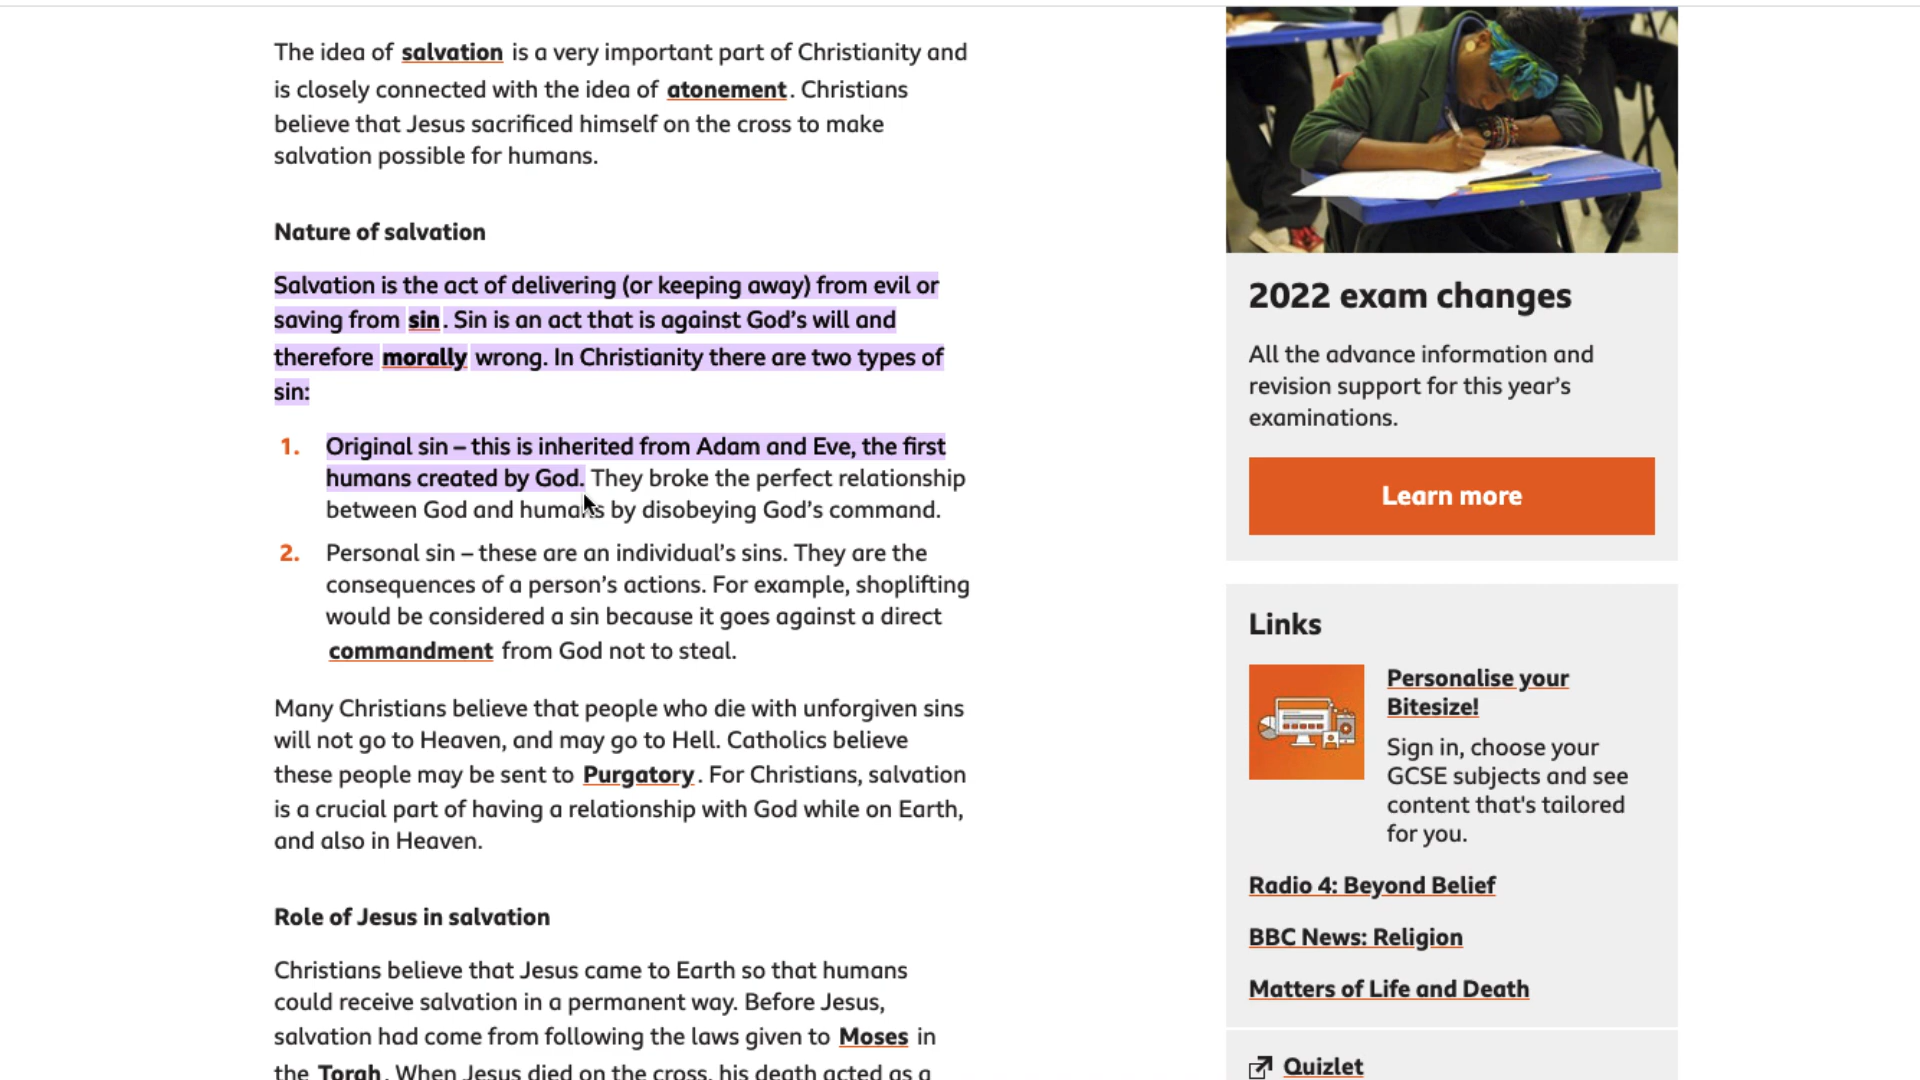 The idea of salvation is a very important part of Christianity and
is closely connected with the idea of atonement. Christians
believe that Jesus sacrificed himself on the cross to make
salvation possible for humans.
Nature of salvation
Salvation is the act of delivering (or keeping away) from evil or
saving from sin. Sin is an act that is against God's will and
therefore morally wrong. In Christianity there are two types of
sin:
1. Original sin – this is inherited from Adam and Eve, the first
humans created by God. They broke the perfect relationship
between God and humans by disobeying God's command.
2. Personal sin – these are an individual's sins. They are the
consequences of a person's actions. For example, shoplifting
would be considered a sin because it goes against a direct
commandment from God not to steal.
Many Christians believe that people who die with unforgiven sins
will not go to Heaven, and may go to Hell. Catholics believe
these people may be sent to Purgatory. For Christians, salvation
is a crucial part of having a relationship with God while on Earth,
and also in Heaven.
Role of Jesus in salvation
Christians believe that Jesus came to Earth so that humans
could receive salvation in a permanent way. Before Jesus,
salvation had come from following the laws given to Moses in
the Torah. When Jesus died on the cross, his death acted as a
2022 exam changes
All the advance information and
revision support for this year's
examinations.
Learn more
Links
Personalise your
Bitesize!
Sign in, choose your
GCSE subjects and see
content that's tailored
for you.
Radio 4: Beyond Belief
BBC News: Religion
Matters of Life and Death
Quizlet